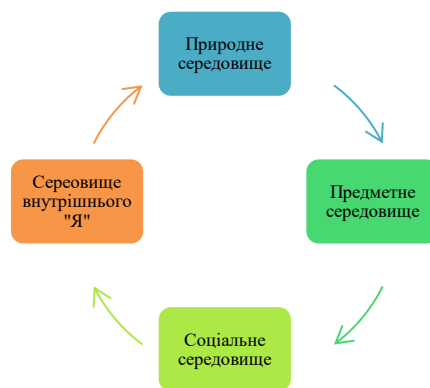 Природне
середовище
Предметне
середовище
Соціальне
середовище
Сереовище
внутрішнього
"Я"